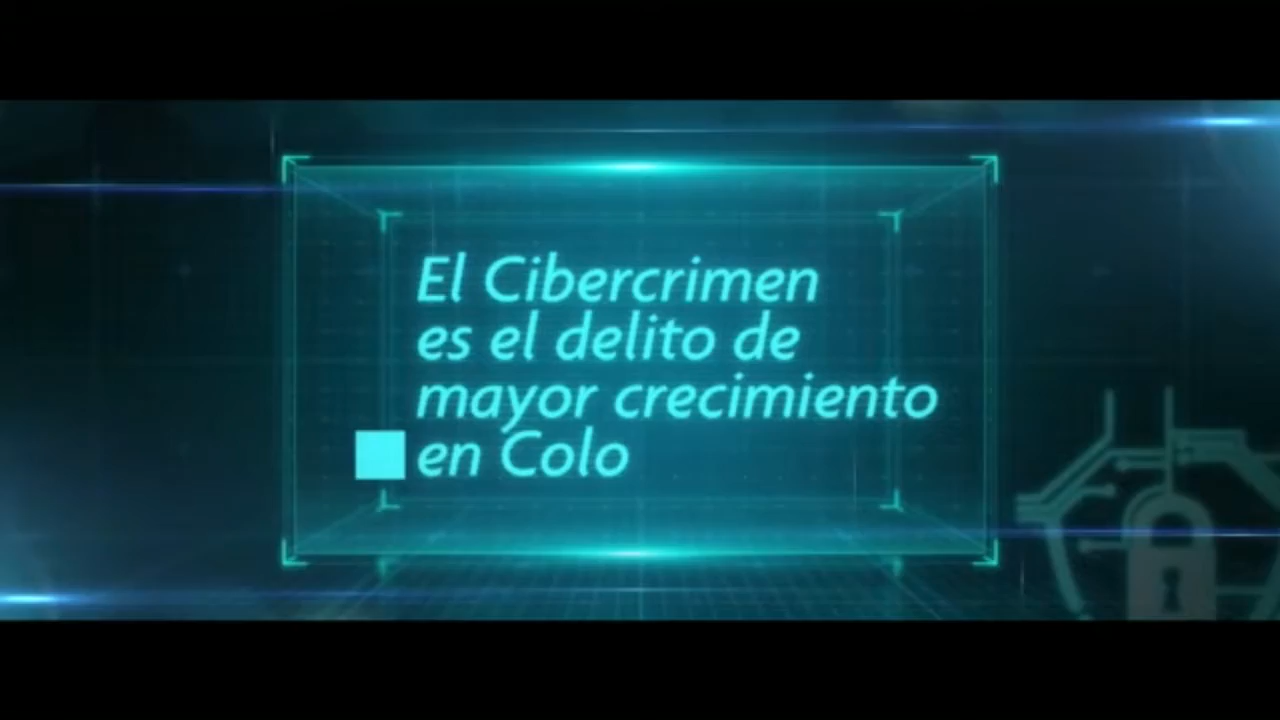 El Cibercrimen
es el delito de
mayor crecimiento
en Colo